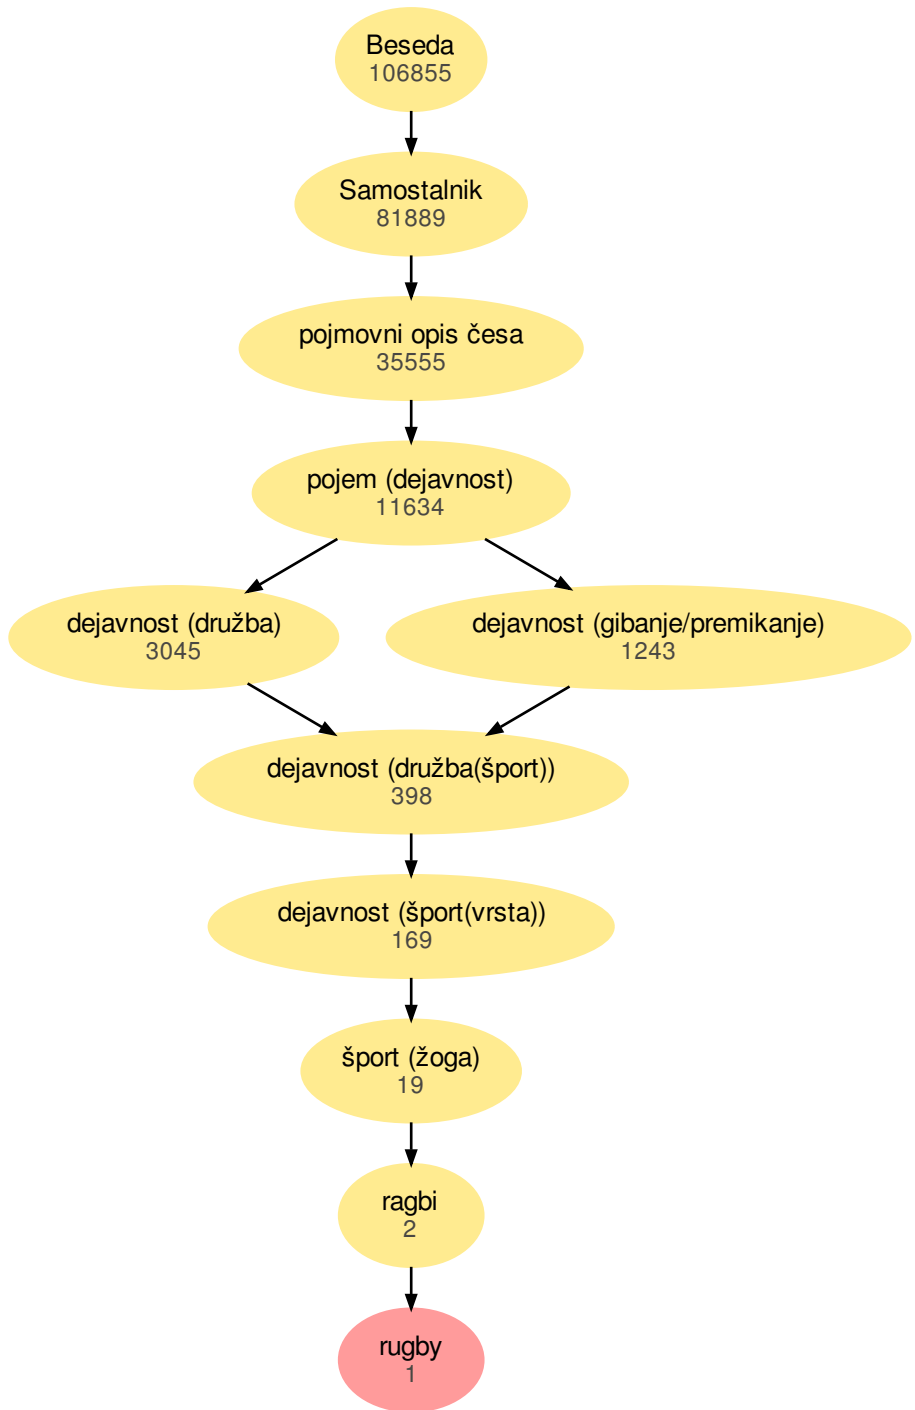 Beseda
106855
Samostalnik
81889
pojmovni opis česa
35555
pojem (dejavnost)
11634
dejavnost (družba)
3045
dejavnost (gibanje/premikanje)
1243
dejavnost (družba(šport))
398
dejavnost (šport(vrsta))
169
šport (žoga)
19
ragbi
2
rugby
1